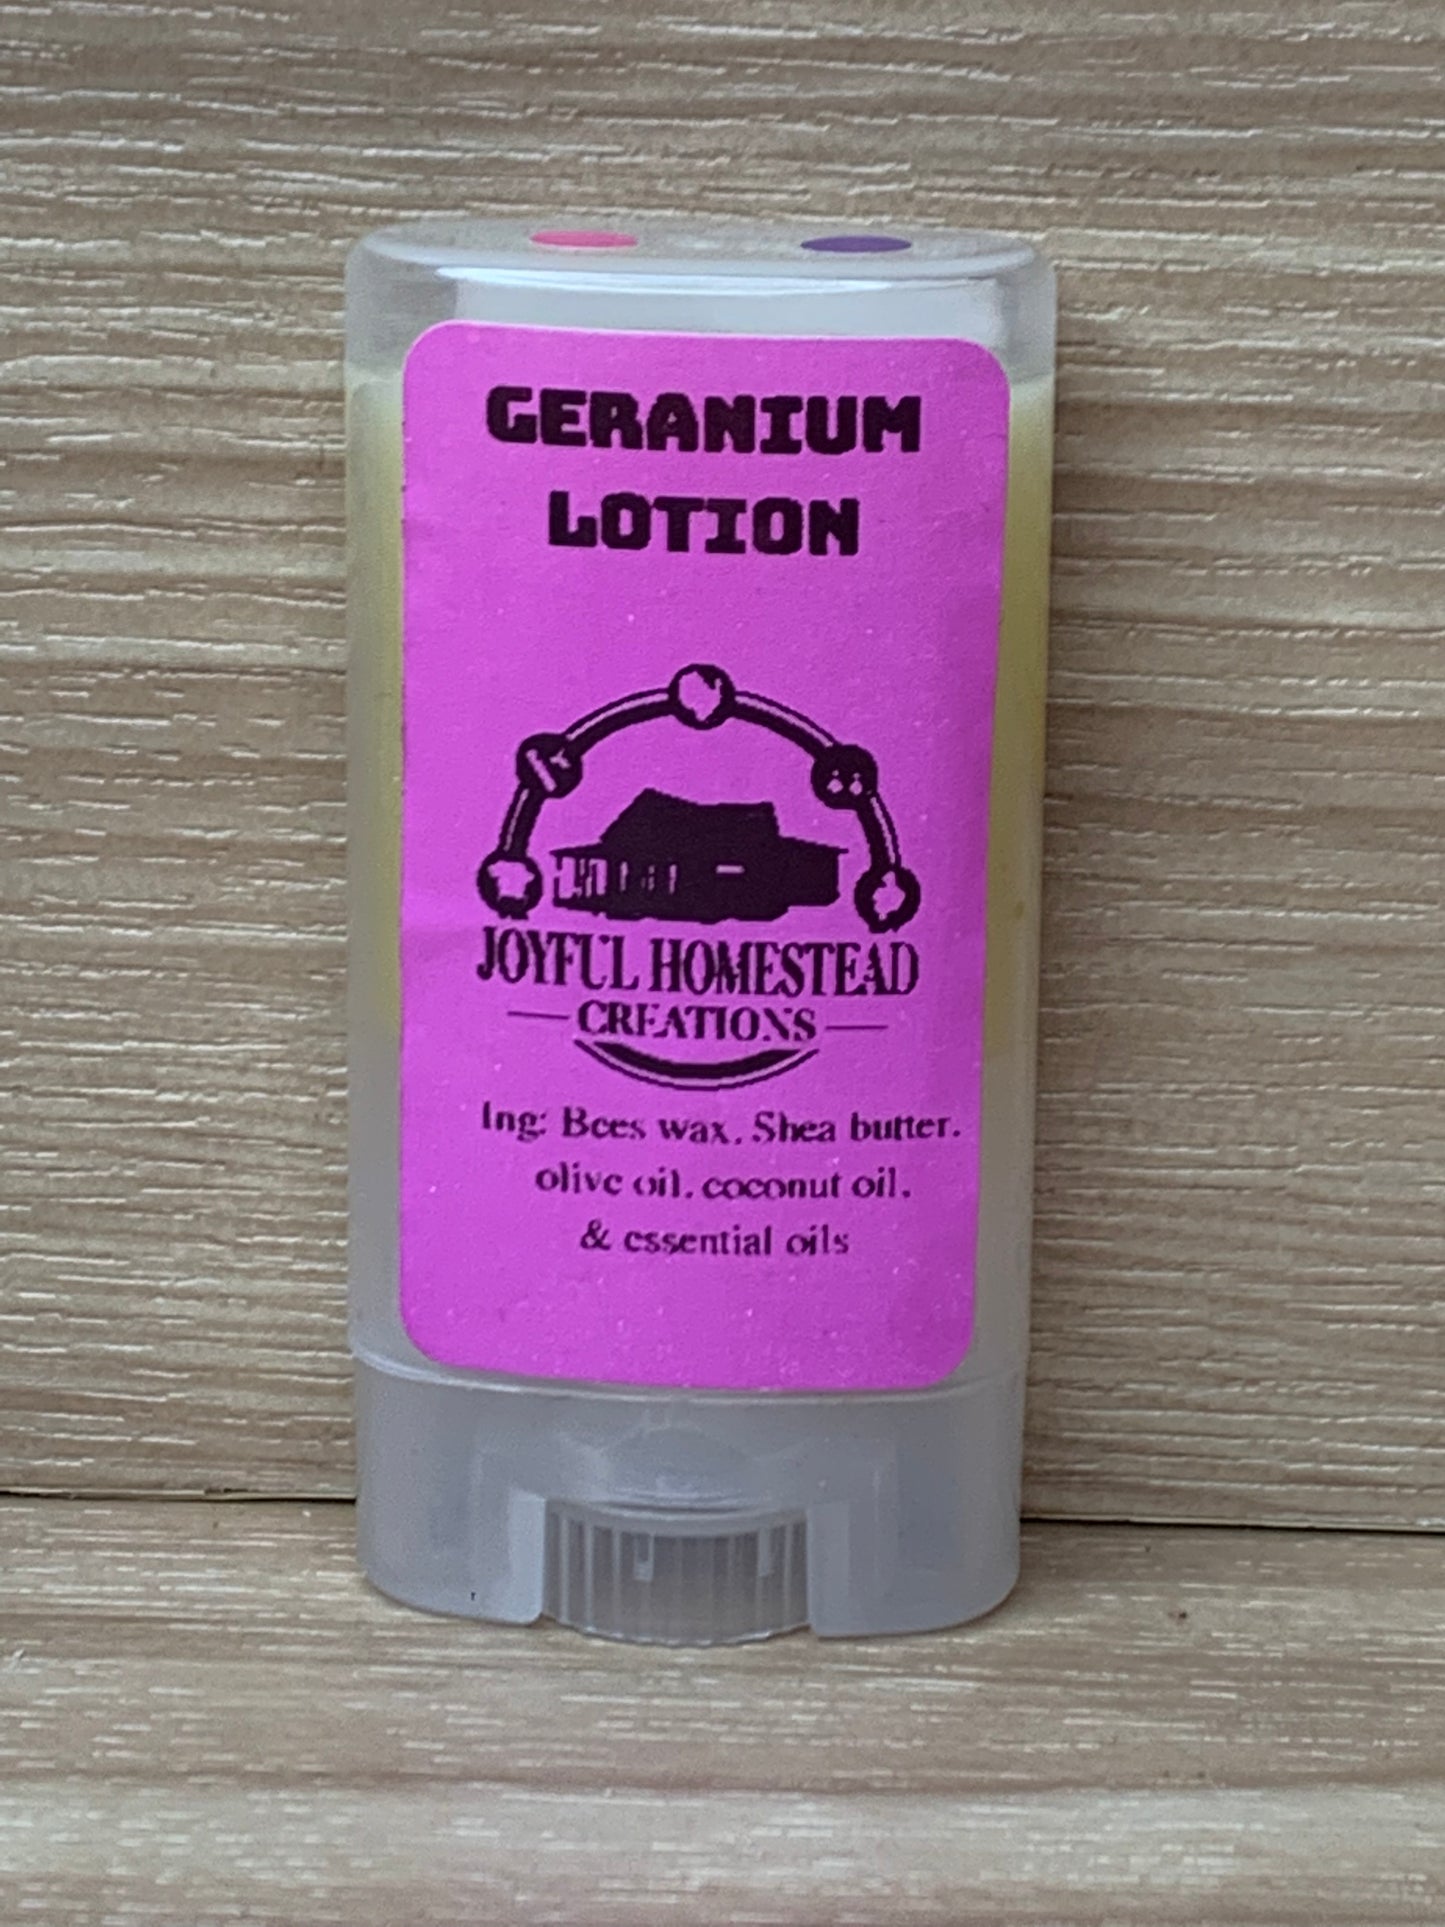 GERANIUM
LOTION
JOYFUL HOMESTEAD
CREATIONS
Ing: Bees wax, Shea butter,
olive oil, coconut oil,
& essential oils